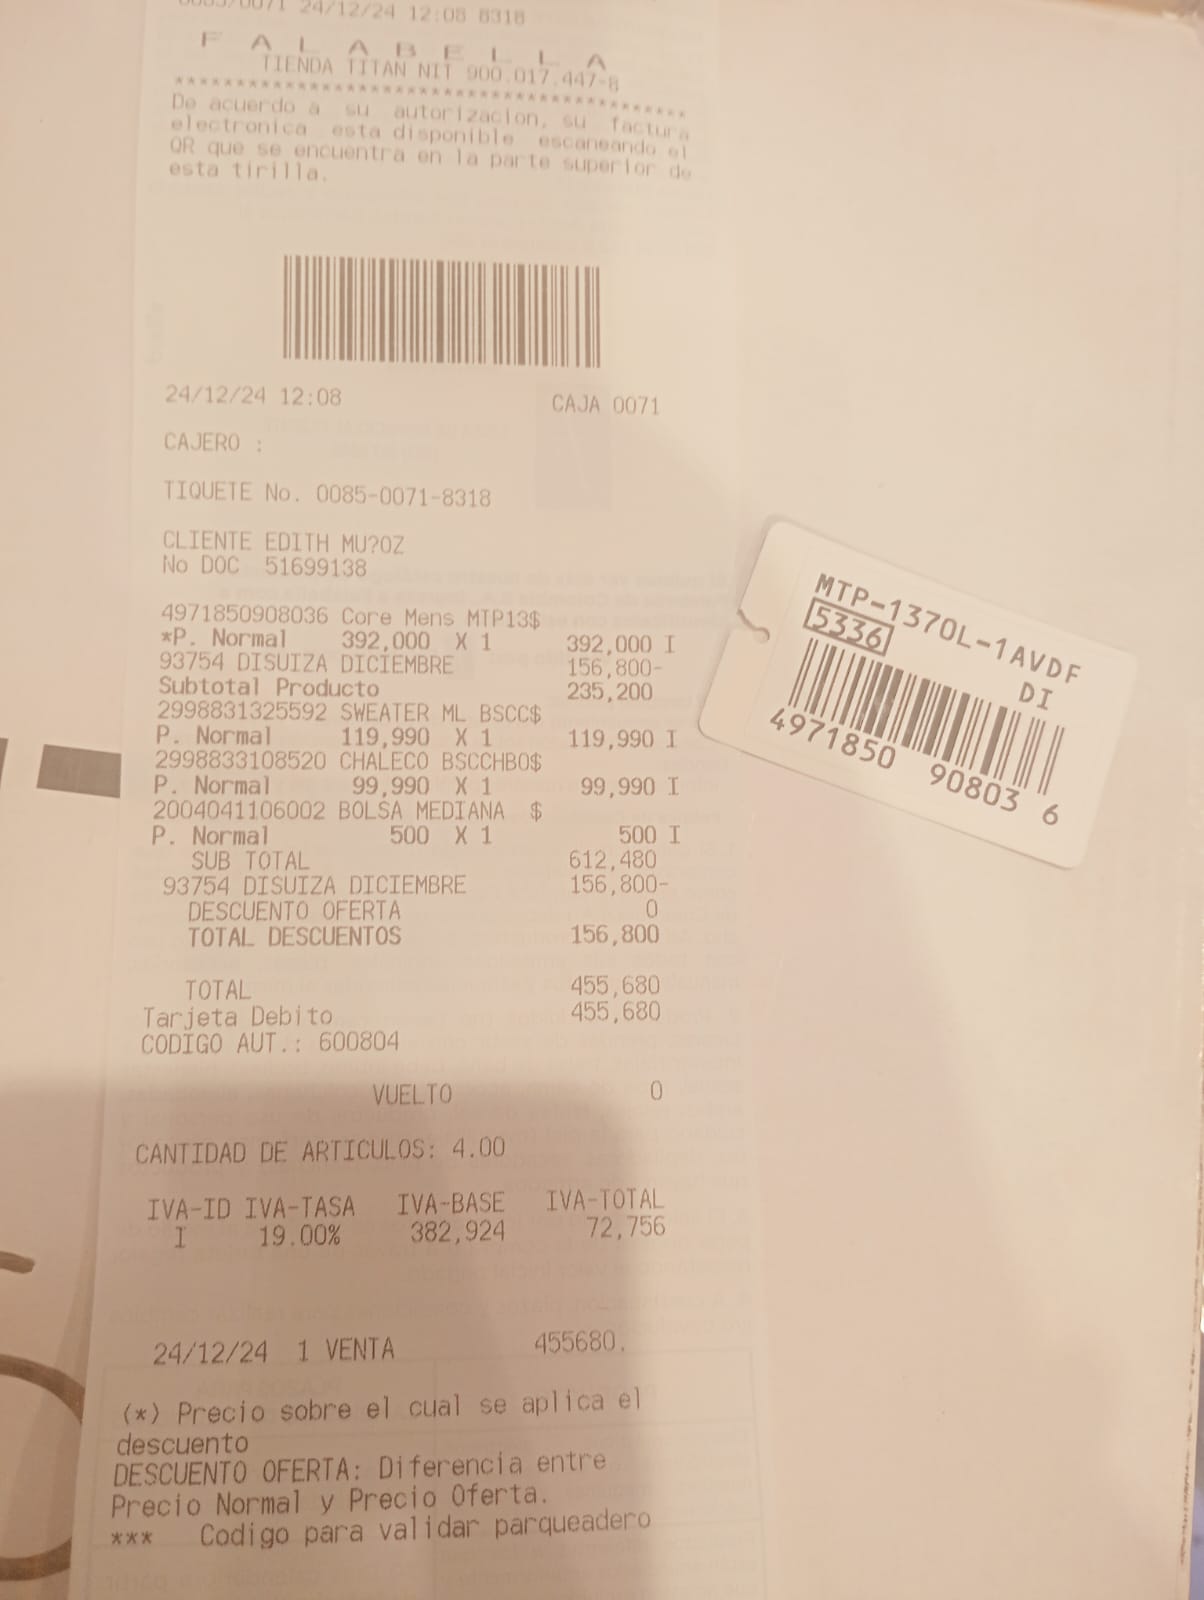 0085/0071 24/12/24 12:08 8318
F A L A B E L L A
TIENDA TITAN NIT 900.017.447-8
******************************************
De acuerdo a su autorizacion, su factura
electronica esta disponible escaneando el
QR que se encuentra en la parte superior de
esta tirilla.
24/12/24 12:08 CAJA 0071
CAJERO :
TIQUETE No. 0085-0071-8318
CLIENTE EDITH MU?OZ
No DOC 51699138
4971850908036 Core Mens MTP13$
*P. Normal 392,000 X 1 392,000 I
93754 DISUIZA DICIEMBRE 156,800-
Subtotal Producto 235,200
2998831325592 SWEATER ML BSCC$
P. Normal 119,990 X 1 119,990 I
2998833108520 CHALECO BSCCHBO$
P. Normal 99,990 X 1 99,990 I
2004041106002 BOLSA MEDIANA $
P. Normal 500 X 1 500 I
SUB TOTAL 612,480
93754 DISUIZA DICIEMBRE 156,800-
DESCUENTO OFERTA 0
TOTAL DESCUENTOS 156,800
TOTAL 455,680
Tarjeta Debito 455,680
CODIGO AUT.: 600804
VUELTO 0
CANTIDAD DE ARTICULOS: 4.00
IVA-ID IVA-TASA IVA-BASE IVA-TOTAL
I 19.00% 382,924 72,756
24/12/24 1 VENTA 455680.
(*) Precio sobre el cual se aplica el
descuento
DESCUENTO OFERTA: Diferencia entre
Precio Normal y Precio Oferta.
*** Codigo para validar parqueadero
MTP-1370L-1AVDF
5336 DI
4971850 90803 6